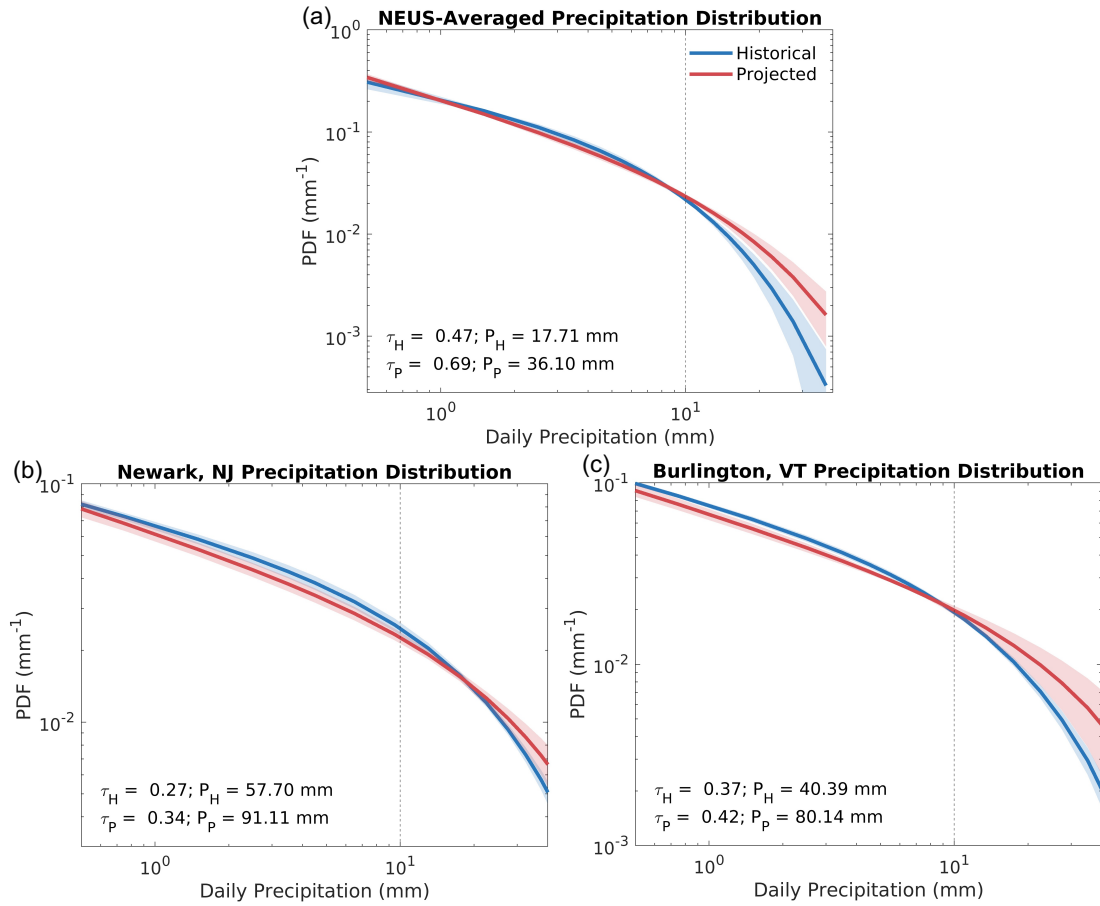 (a)
NEUS-Averaged Precipitation Distribution
Historical
Projected
10^0
10^-1
10^-2
10^-3
PDF (mm^-1)
τ_H = 0.47; P_H = 17.71 mm
τ_P = 0.69; P_P = 36.10 mm
10^0
10^1
Daily Precipitation (mm)
(b)
Newark, NJ Precipitation Distribution
10^-1
10^-2
PDF (mm^-1)
τ_H = 0.27; P_H = 57.70 mm
τ_P = 0.34; P_P = 91.11 mm
10^0
10^1
Daily Precipitation (mm)
(c)
Burlington, VT Precipitation Distribution
10^-1
10^-2
10^-3
PDF (mm^-1)
τ_H = 0.37; P_H = 40.39 mm
τ_P = 0.42; P_P = 80.14 mm
10^0
10^1
Daily Precipitation (mm)